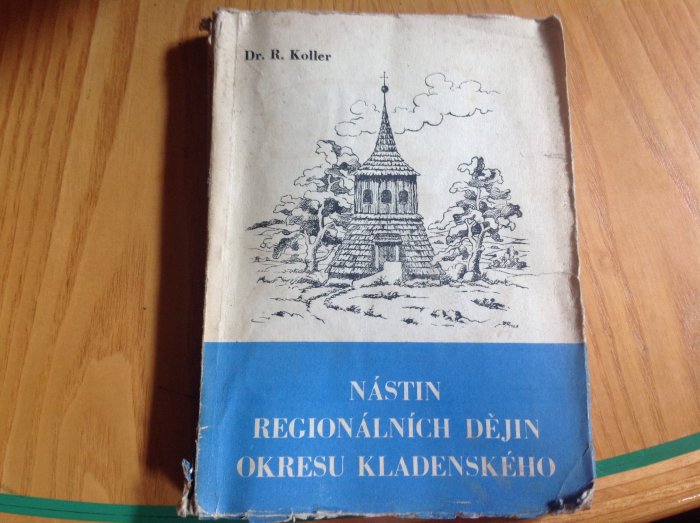 Dr. R. Koller
NÁSTIN
REGIONÁLNÍCH DĚJIN
OKRESU KLADENSKÉHO